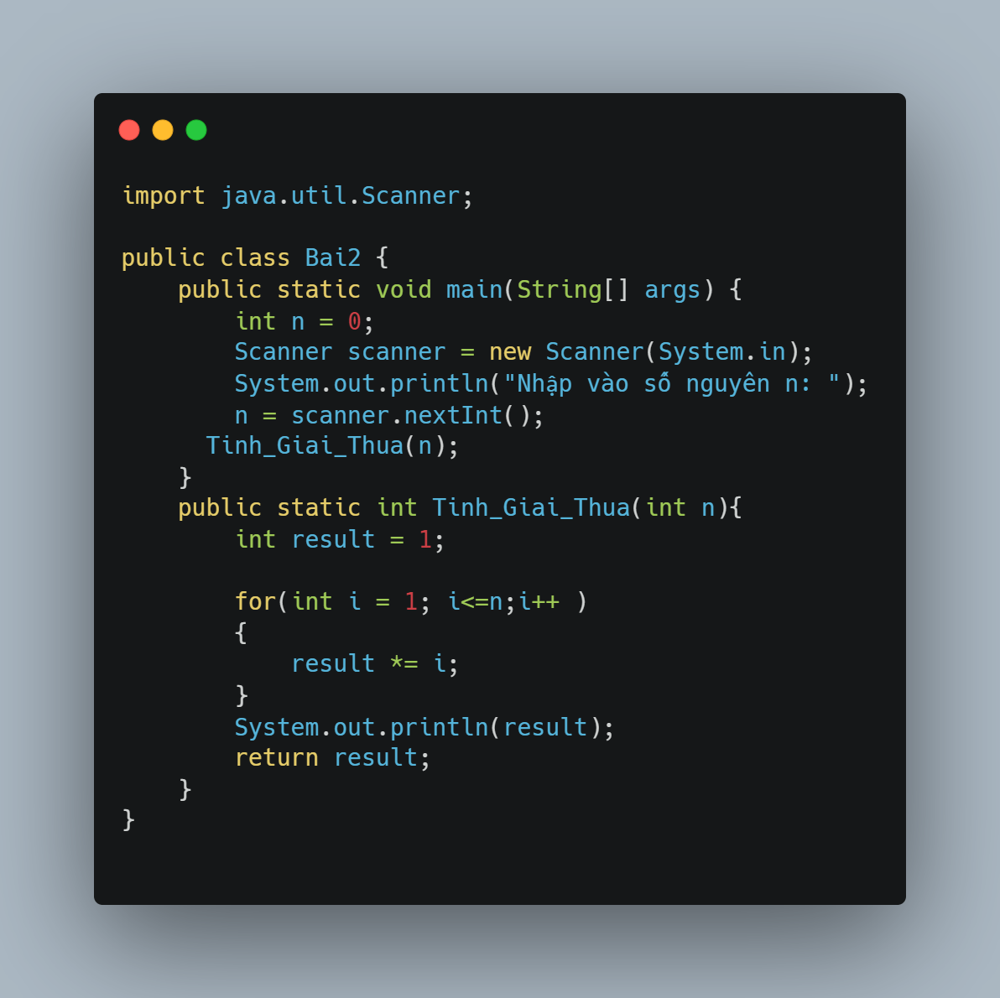 import java.util.Scanner;

public class Bai2 {
    public static void main(String[] args) {
        int n = 0;
        Scanner scanner = new Scanner(System.in);
        System.out.println("Nhập vào số nguyên n: ");
        n = scanner.nextInt();
      Tinh_Giai_Thua(n);
    }
    public static int Tinh_Giai_Thua(int n){
        int result = 1;

        for(int i = 1; i<=n;i++ )
        {
            result *= i;
        }
        System.out.println(result);
        return result;
    }
}